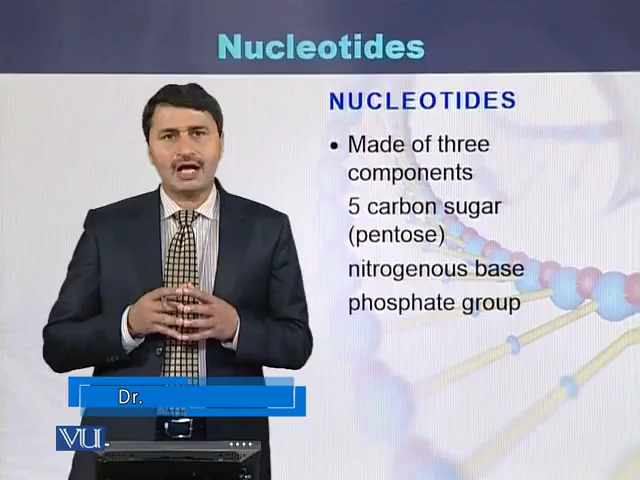 Nucleotides
NUCLEOTIDES
• Made of three
components
5 carbon sugar
(pentose)
nitrogenous base
phosphate group
Dr.
VU